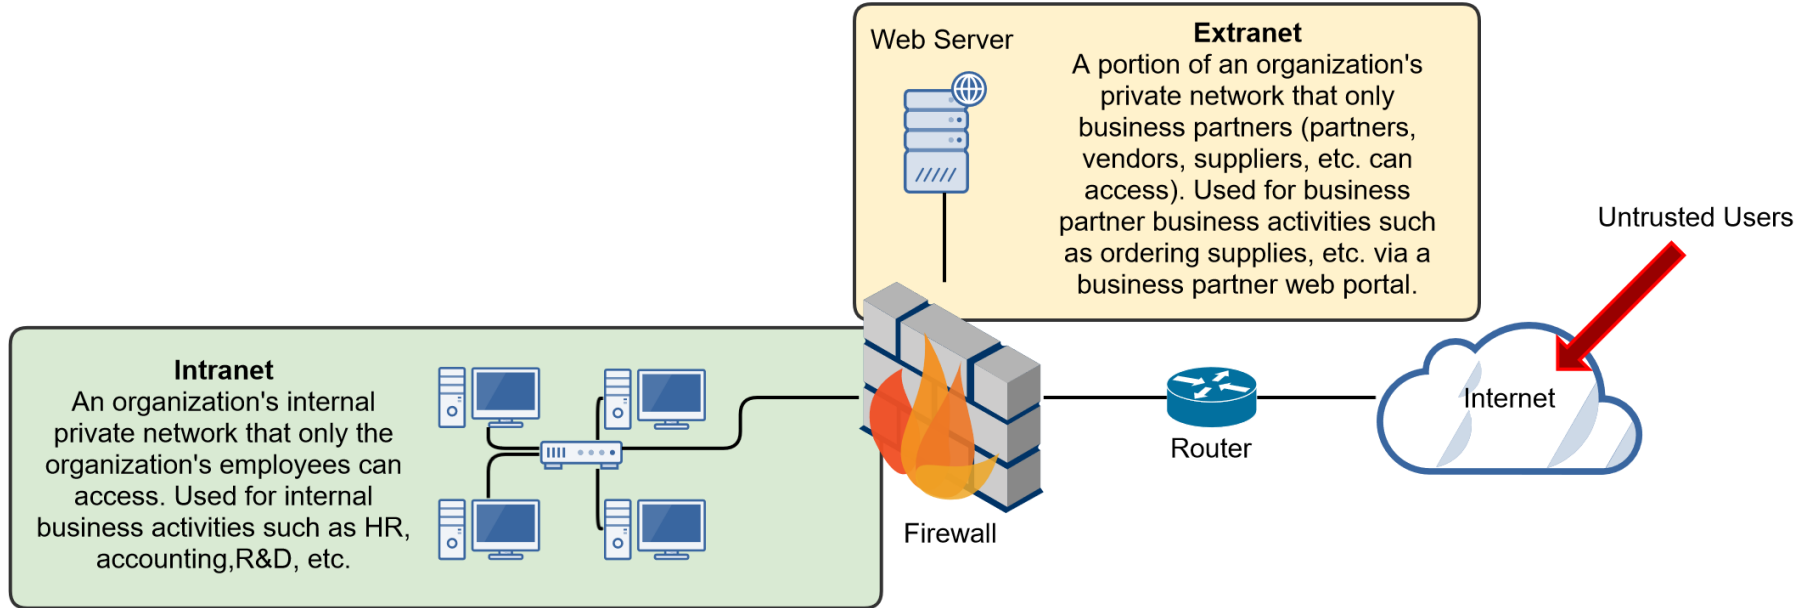 Web Server
Extranet
A portion of an organization's
private network that only
business partners (partners,
vendors, suppliers, etc. can
access). Used for business
partner business activities such
as ordering supplies, etc. via a
business partner web portal.
Untrusted Users
Intranet
An organization's internal
private network that only the
organization's employees can
access. Used for internal
business activities such as HR,
accounting,R&D, etc.
Firewall
Router
Internet